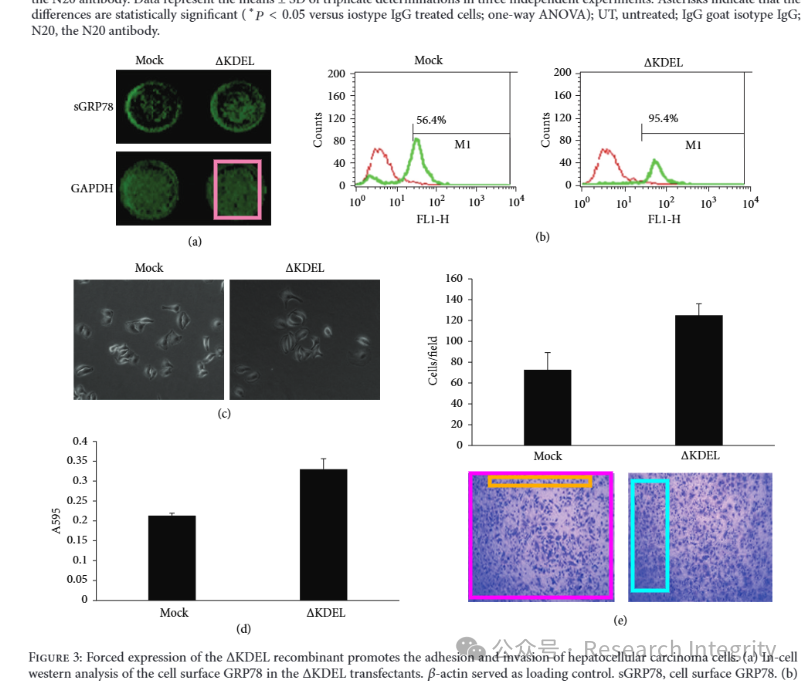 the N20 antibody. Data represent the means ± SD of triplicate determinations in three independent experiments. Asterisks indicate that the
differences are statistically significant (*P < 0.05 versus iostype IgG treated cells; one-way ANOVA); UT, untreated; IgG goat isotype IgG;
N20, the N20 antibody.
Mock ΔKDEL
sGRP78
GAPDH
(a)
Mock
Counts
200
160
120
80
40
0
56.4%
M1
10⁰ 10¹ 10² 10³ 10⁴
FL1-H
ΔKDEL
Counts
200
160
120
80
40
0
95.4%
M1
10⁰ 10¹ 10² 10³ 10⁴
FL1-H
(b)
Mock ΔKDEL
(c)
A595
0.4
0.35
0.3
0.25
0.2
0.15
0.1
0.05
0
Mock ΔKDEL
(d)
Cells/field
160
140
120
100
80
60
40
20
0
Mock ΔKDEL
(e)
公众号 · Research Integrity
FIGURE 3: Forced expression of the ΔKDEL recombinant promotes the adhesion and invasion of hepatocellular carcinoma cells. (a) In-cell
western analysis of the cell surface GRP78 in the ΔKDEL transfectants. β-actin served as loading control. sGRP78, cell surface GRP78. (b)